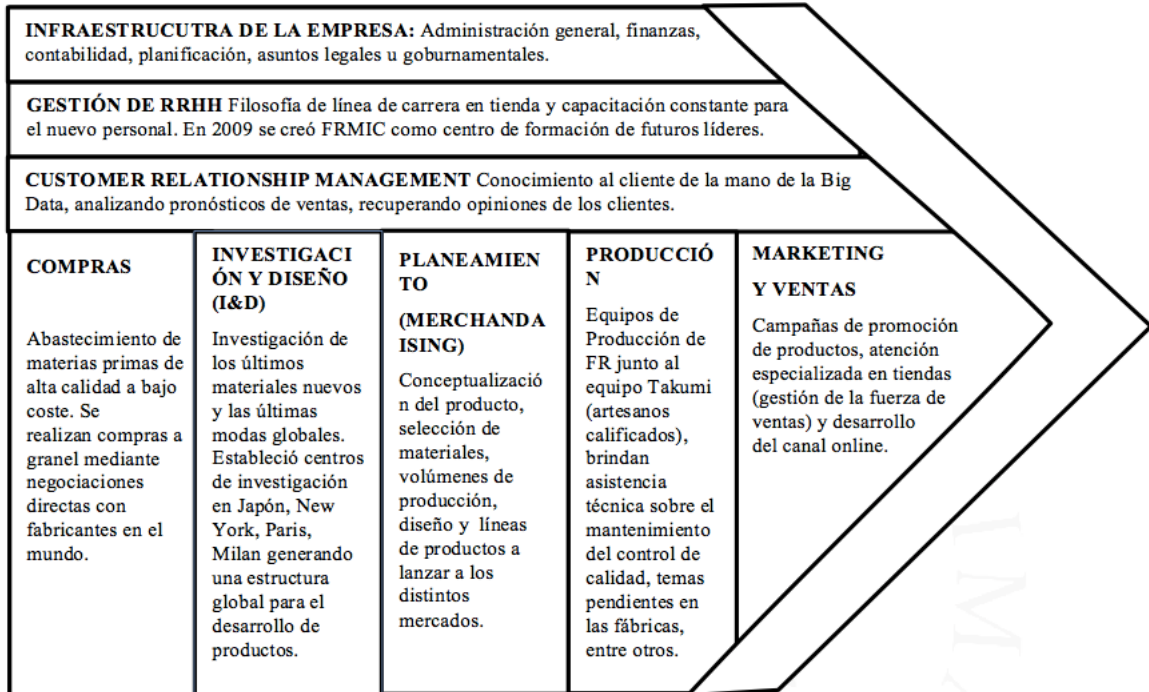 INFRAESTRUCUTRA DE LA EMPRESA: Administración general, finanzas,
contabilidad, planificación, asuntos legales u goburnamentales.
GESTIÓN DE RRHH Filosofía de línea de carrera en tienda y capacitación constante para
el nuevo personal. En 2009 se creó FRMIC como centro de formación de futuros líderes.
CUSTOMER RELATIONSHIP MANAGEMENT Conocimiento al cliente de la mano de la Big
Data, analizando pronósticos de ventas, recuperando opiniones de los clientes.
COMPRAS
Abastecimiento de
materias primas de
alta calidad a bajo
coste. Se
realizan compras a
granel mediante
negociaciones
directas con
fabricantes en el
mundo.
INVESTIGACI
ÓN Y DISEÑO
(I&D)
Investigación de
los últimos
materiales nuevos
y las últimas
modas globales.
Estableció centros
de investigación
en Japón, New
York, Paris,
Milan generando
una estructura
global para el
desarrollo de
productos.
PLANEAMIEN
TO
(MERCHANDA
ISING)
Conceptualizació
n del producto,
selección de
materiales,
volúmenes de
producción,
diseño y líneas
de productos a
lanzar a los
distintos
mercados.
PRODUCCIÓ
N
Equipos de
Producción de
FR junto al
equipo Takumi
(artesanos
calificados),
brindan
asistencia
técnica sobre el
mantenimiento
del control de
calidad, temas
pendientes en
las fábricas,
entre otros.
MARKETING
Y VENTAS
Campañas de promoción
de productos, atención
especializada en tiendas
(gestión de la fuerza de
ventas) y desarrollo
del canal online.